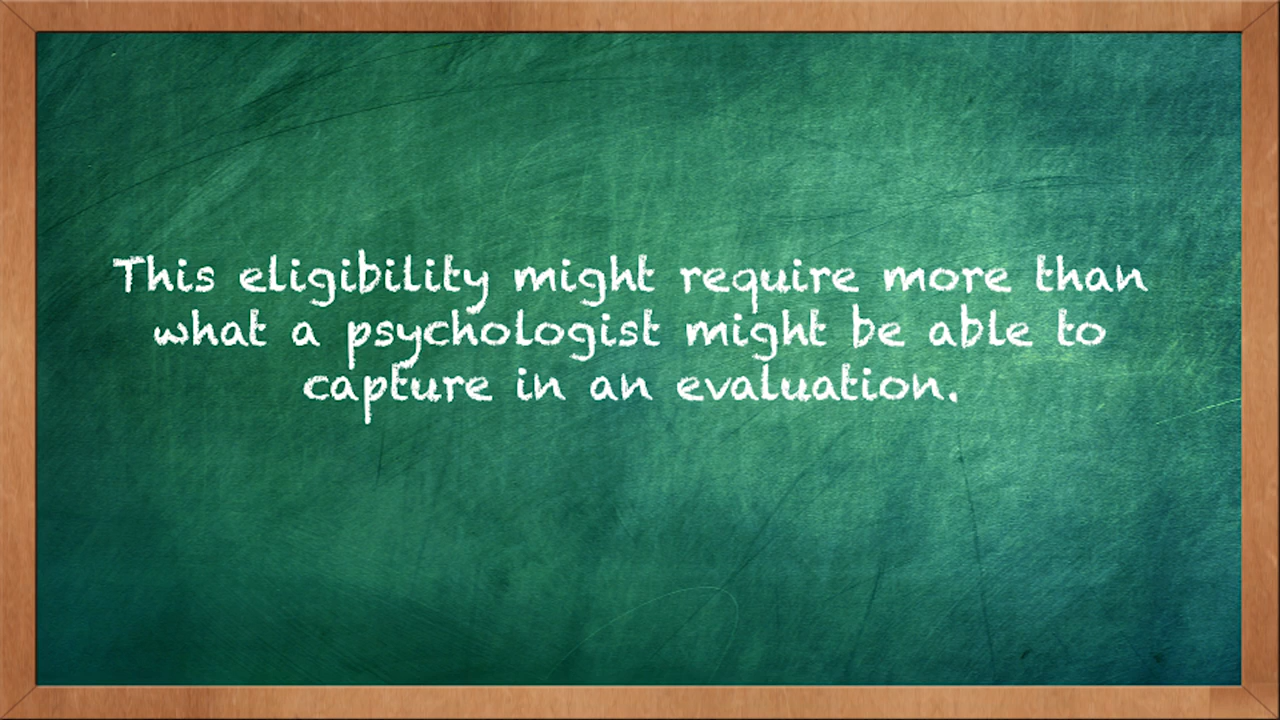 This eligibility might require more than
what a psychologist might be able to
capture in an evaluation.